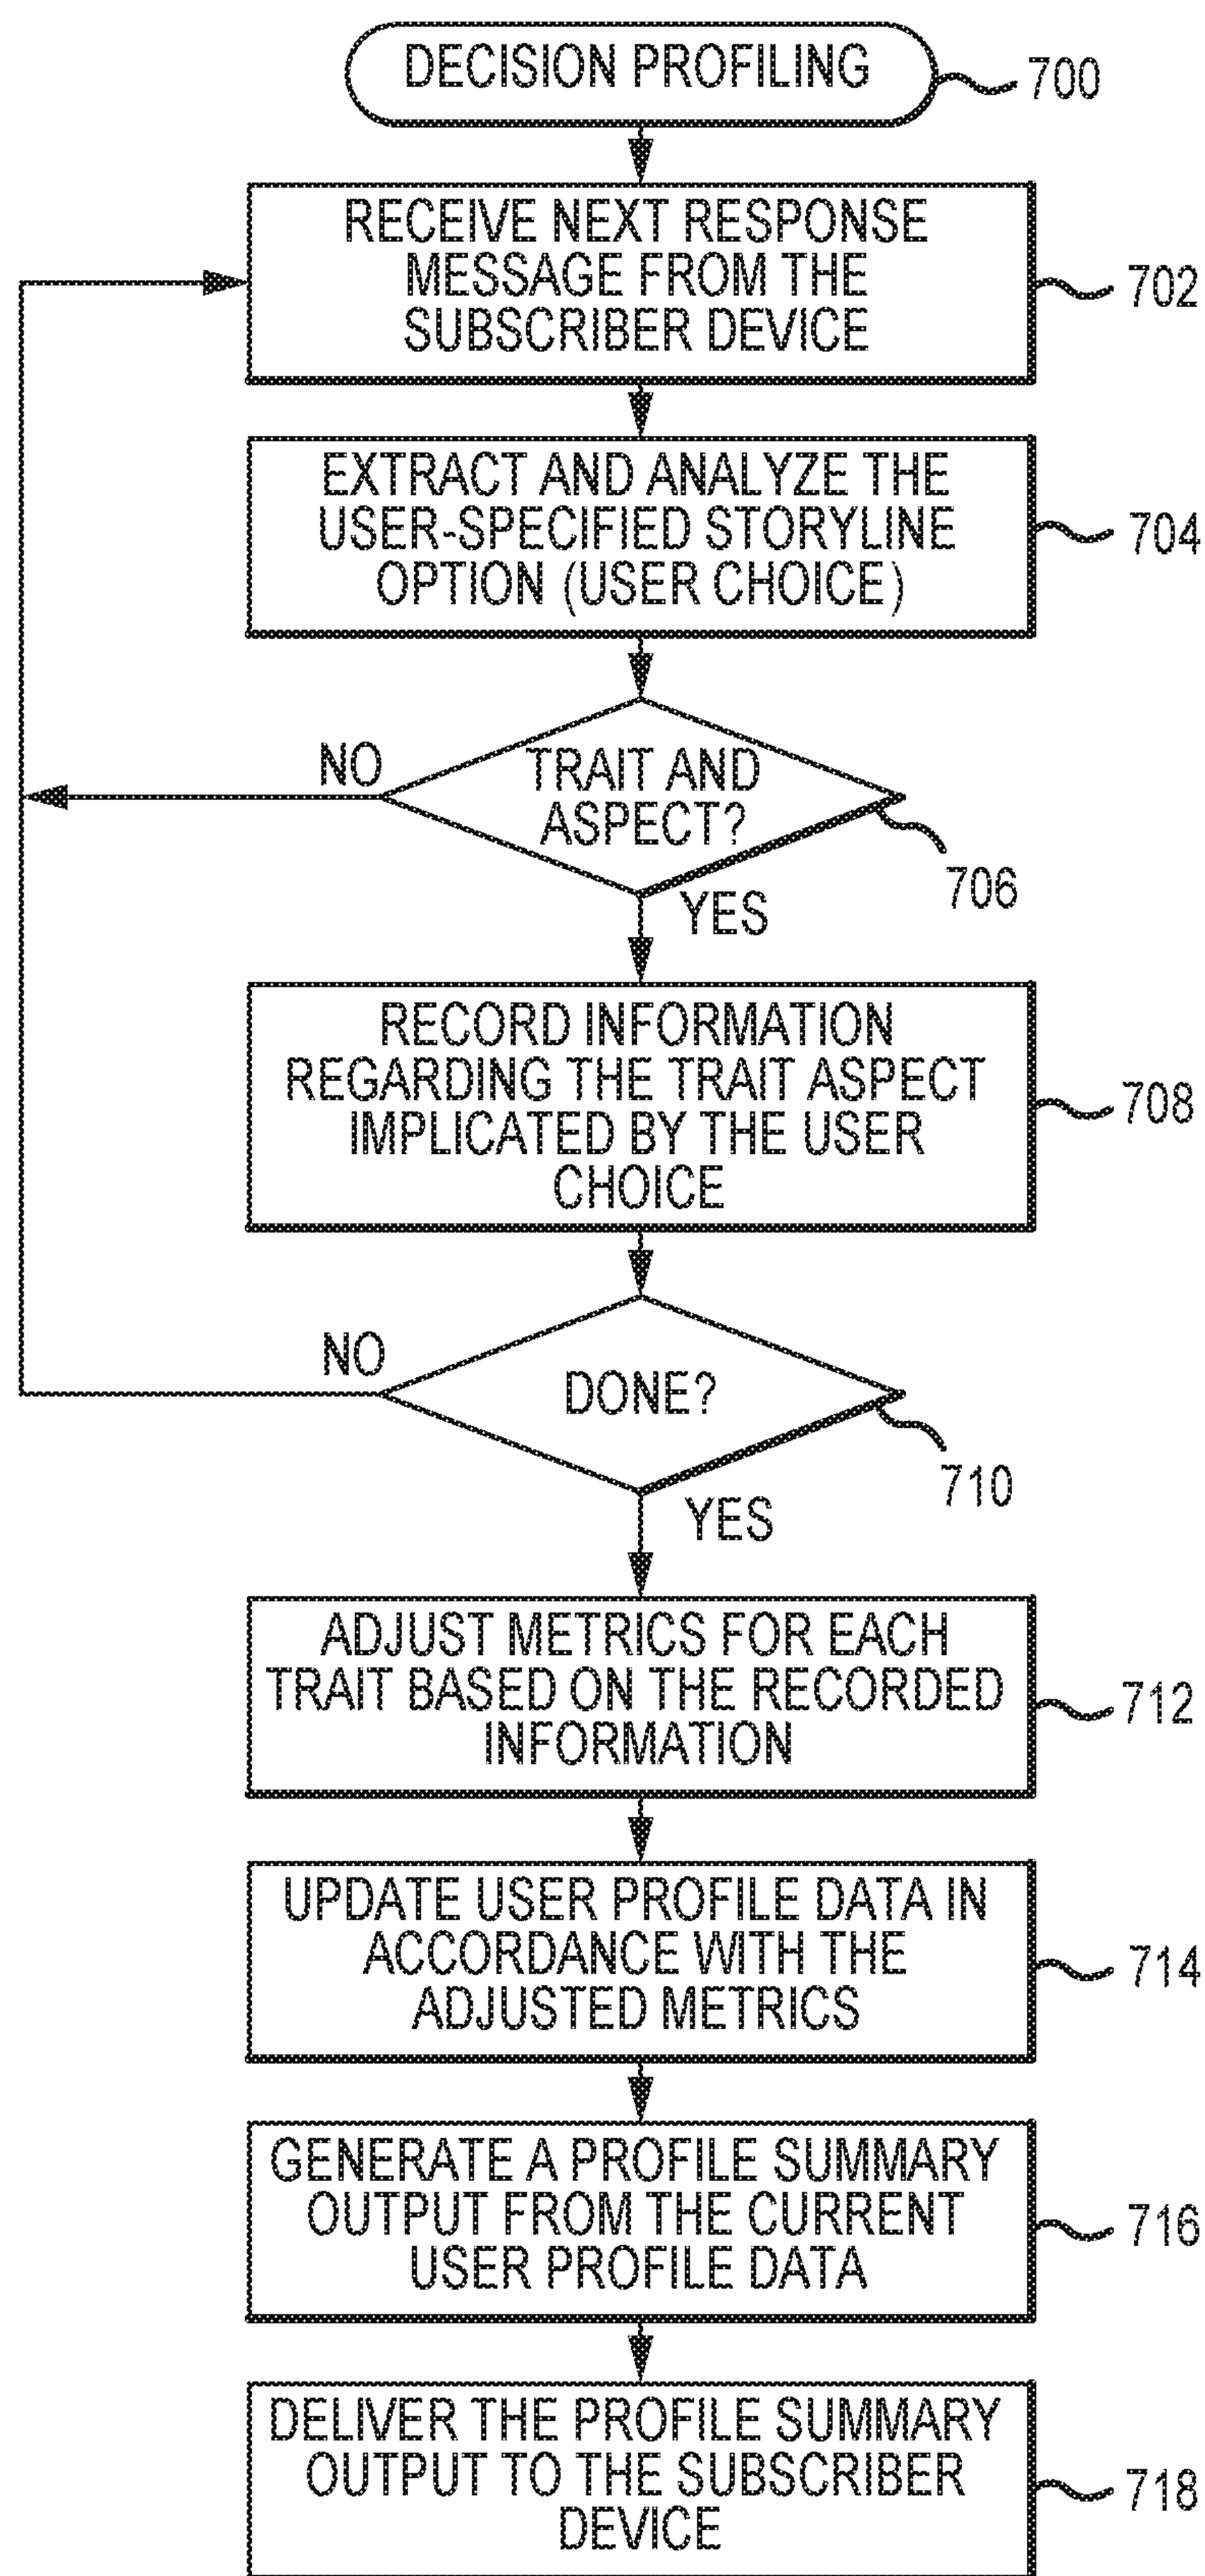 DECISION PROFILING
700
RECEIVE NEXT RESPONSE
MESSAGE FROM THE
SUBSCRIBER DEVICE
702
EXTRACT AND ANALYZE THE
USER-SPECIFIED STORYLINE
OPTION (USER CHOICE)
704
NO
TRAIT AND
ASPECT?
706
YES
RECORD INFORMATION
REGARDING THE TRAIT ASPECT
IMPLICATED BY THE USER
CHOICE
708
NO
DONE?
710
YES
ADJUST METRICS FOR EACH
TRAIT BASED ON THE RECORDED
INFORMATION
712
UPDATE USER PROFILE DATA IN
ACCORDANCE WITH THE
ADJUSTED METRICS
714
GENERATE A PROFILE SUMMARY
OUTPUT FROM THE CURRENT
USER PROFILE DATA
716
DELIVER THE PROFILE SUMMARY
OUTPUT TO THE SUBSCRIBER
DEVICE
718